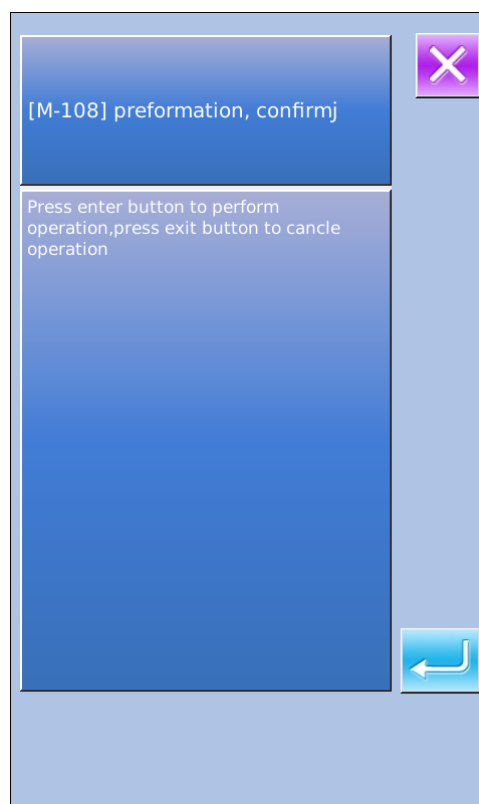 [M-108] preformation, confirmj
Press enter button to perform
operation,press exit button to cancle
operation